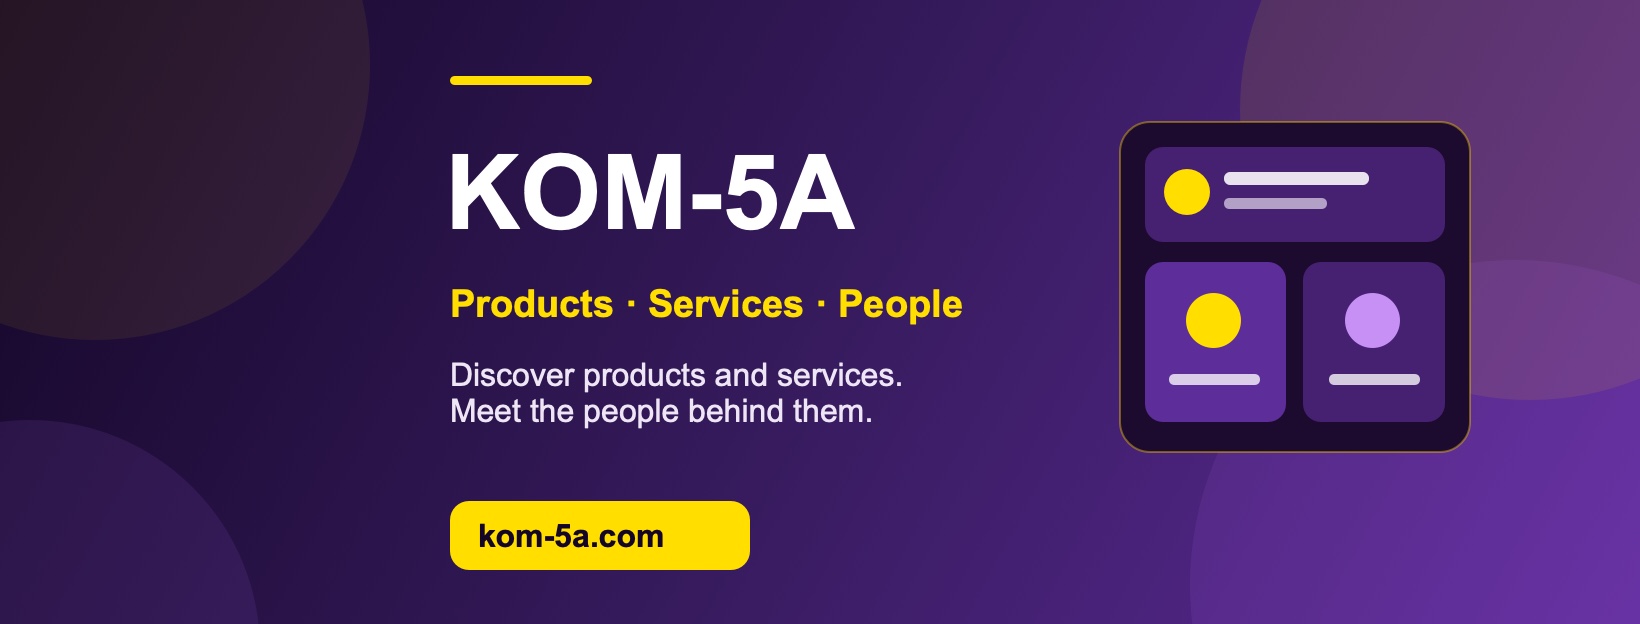 KOM-5A
Products · Services · People
Discover products and services.
Meet the people behind them.
kom-5a.com